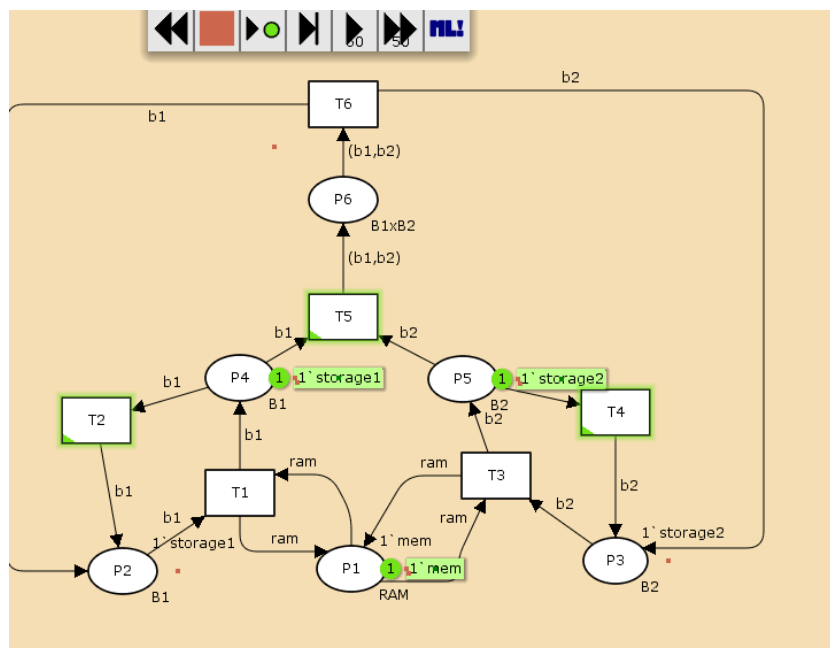 ML!
60
50
b2
T6
b1
(b1,b2)
P6
B1xB2
(b1,b2)
T5
b1
b2
P4
1
1`storage1
P5
1
1`storage2
b1
B1
B2
T2
b2
T4
b1
ram
ram
T3
b1
T1
b2
b1
ram
b2
1`storage1
ram
1`mem
1`storage2
P2
P1
1
1`mem
P3
B1
RAM
B2